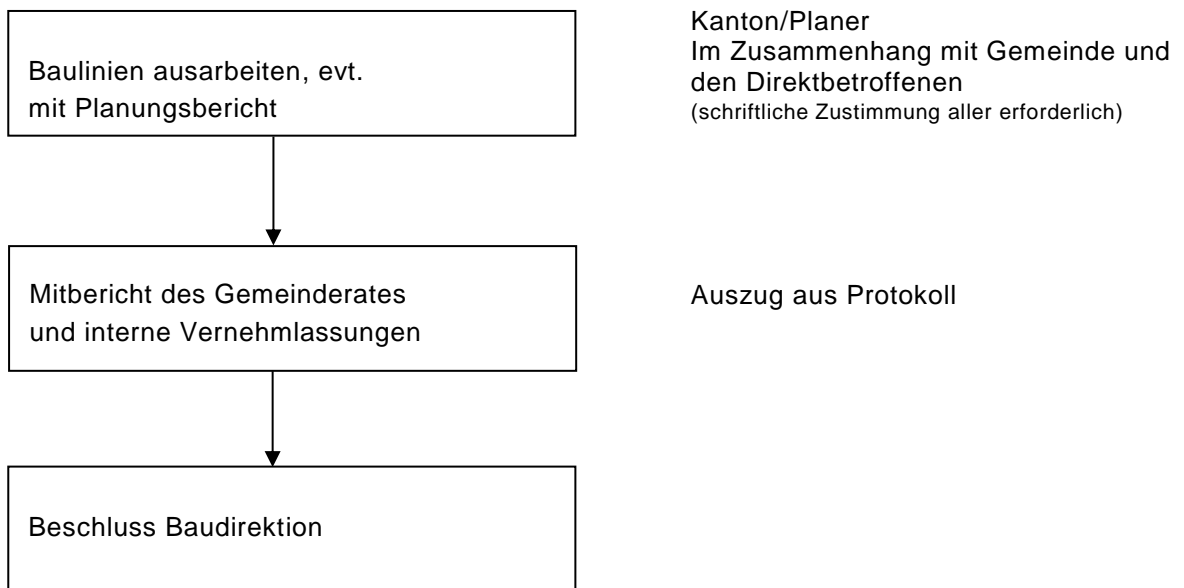 Baulinien ausarbeiten, evt.
mit Planungsbericht
Kanton/Planer
Im Zusammenhang mit Gemeinde und
den Direktbetroffenen
(schriftliche Zustimmung aller erforderlich)
Mitbericht des Gemeinderates
und interne Vernehmlassungen
Auszug aus Protokoll
Beschluss Baudirektion